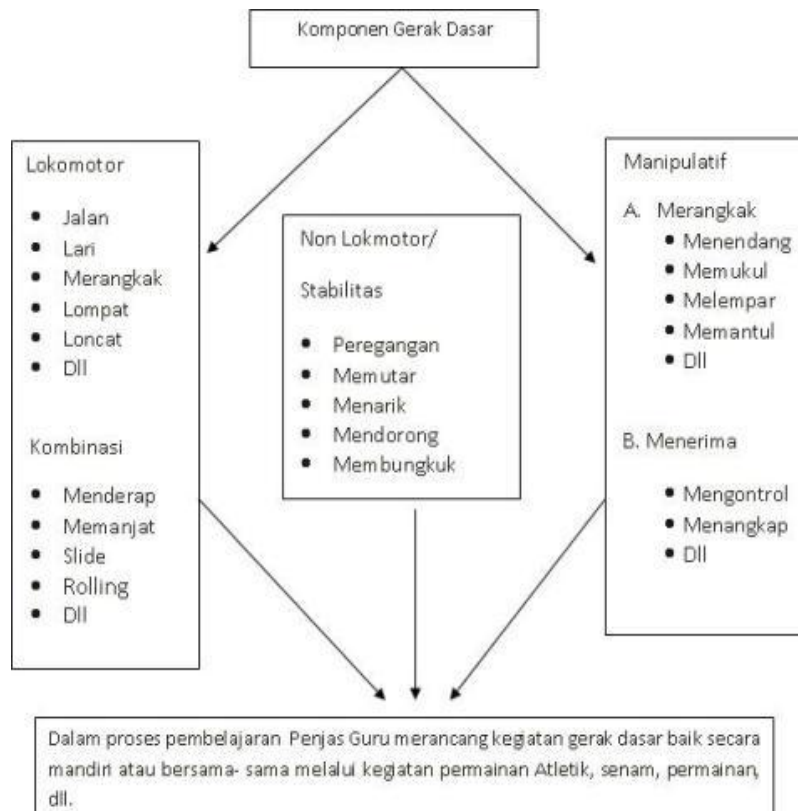 Komponen Gerak Dasar
Lokomotor
• Jalan
• Lari
• Merangkak
• Lompat
• Loncat
• Dll
Kombinasi
• Menderap
• Memanjat
• Slide
• Rolling
• Dll
Non Lokmotor/
Stabilitas
• Peregangan
• Memutar
• Menarik
• Mendorong
• Membungkuk
Manipulatif
A. Merangkak
• Menendang
• Memukul
• Melempar
• Memantul
• Dll
B. Menerima
• Mengontrol
• Menangkap
• Dll
Dalam proses pembelajaran Penjas Guru merancang kegiatan gerak dasar baik secara
mandiri atau bersama- sama melalui kegiatan permainan Atletik, senam, permainan,
dll.